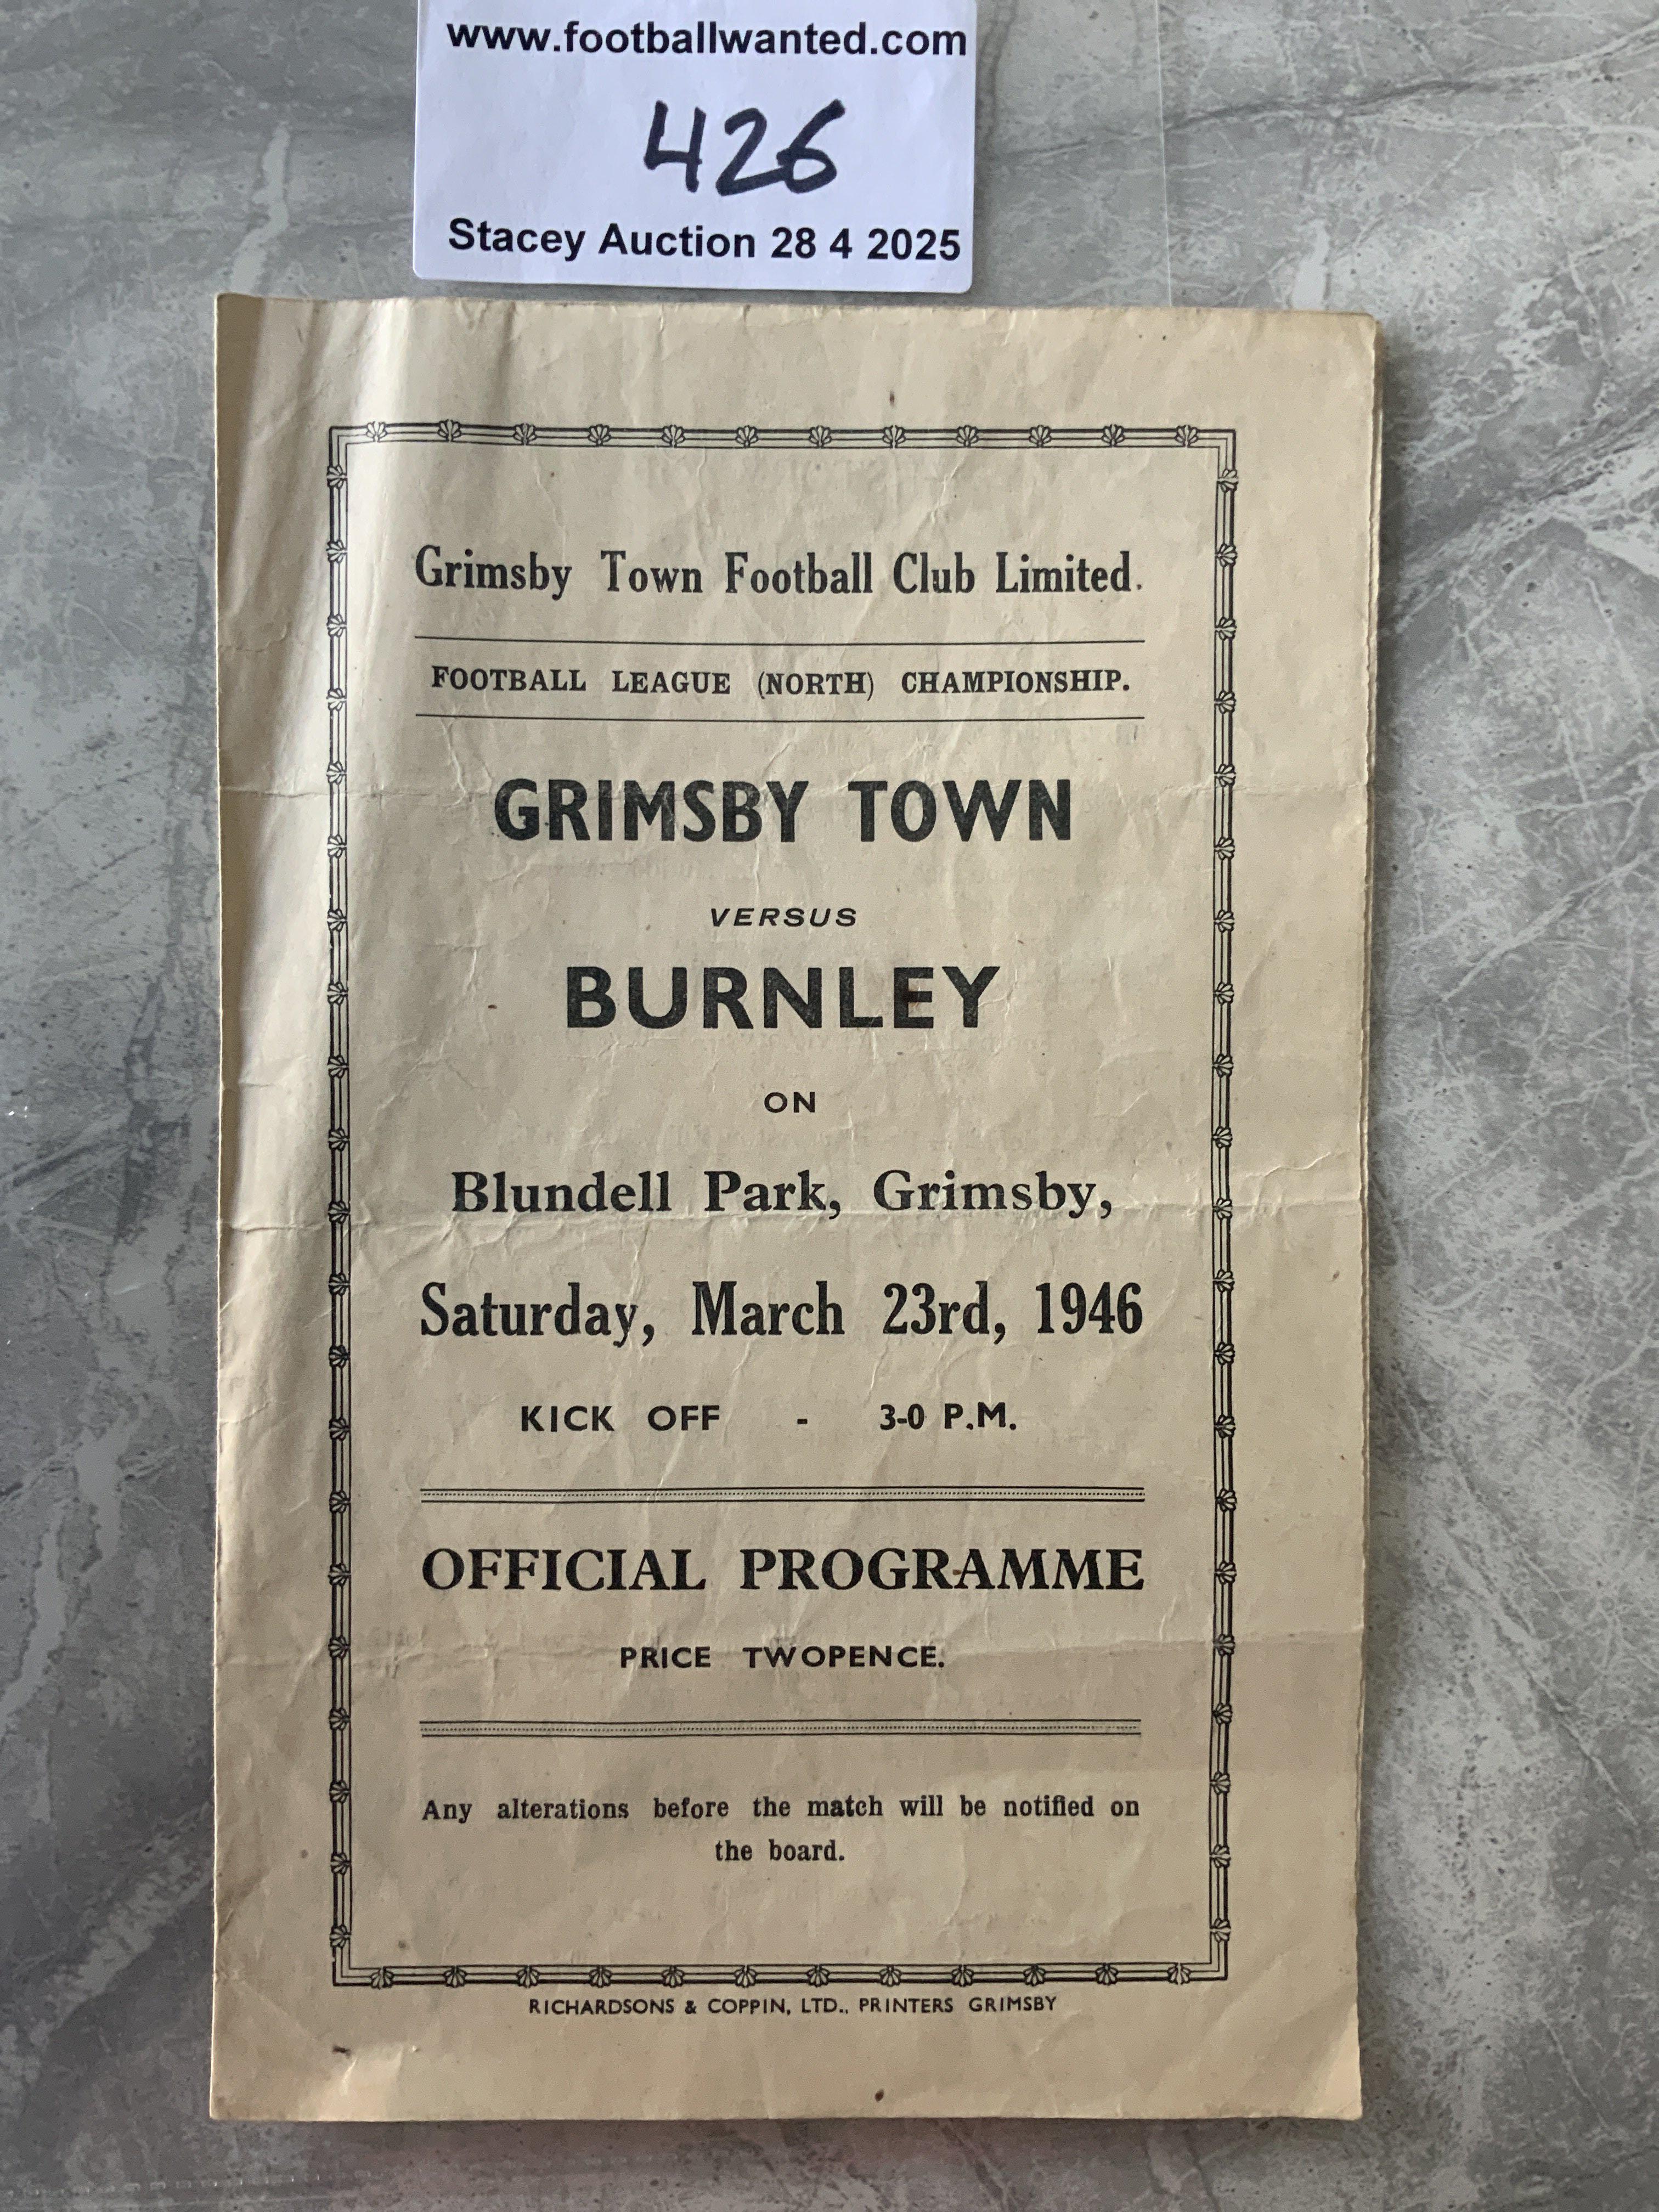 www.footballwanted.com
426
Stacey Auction 28 4 2025
Grimsby Town Football Club Limited.
FOOTBALL LEAGUE (NORTH) CHAMPIONSHIP.
GRIMSBY TOWN
VERSUS
BURNLEY
ON
Blundell Park, Grimsby,
Saturday, March 23rd, 1946
KICK OFF - 3-0 P.M.
OFFICIAL PROGRAMME
PRICE TWOPENCE.
Any alterations before the match will be notified on
the board.
RICHARDSONS & COPPIN, LTD., PRINTERS GRIMSBY